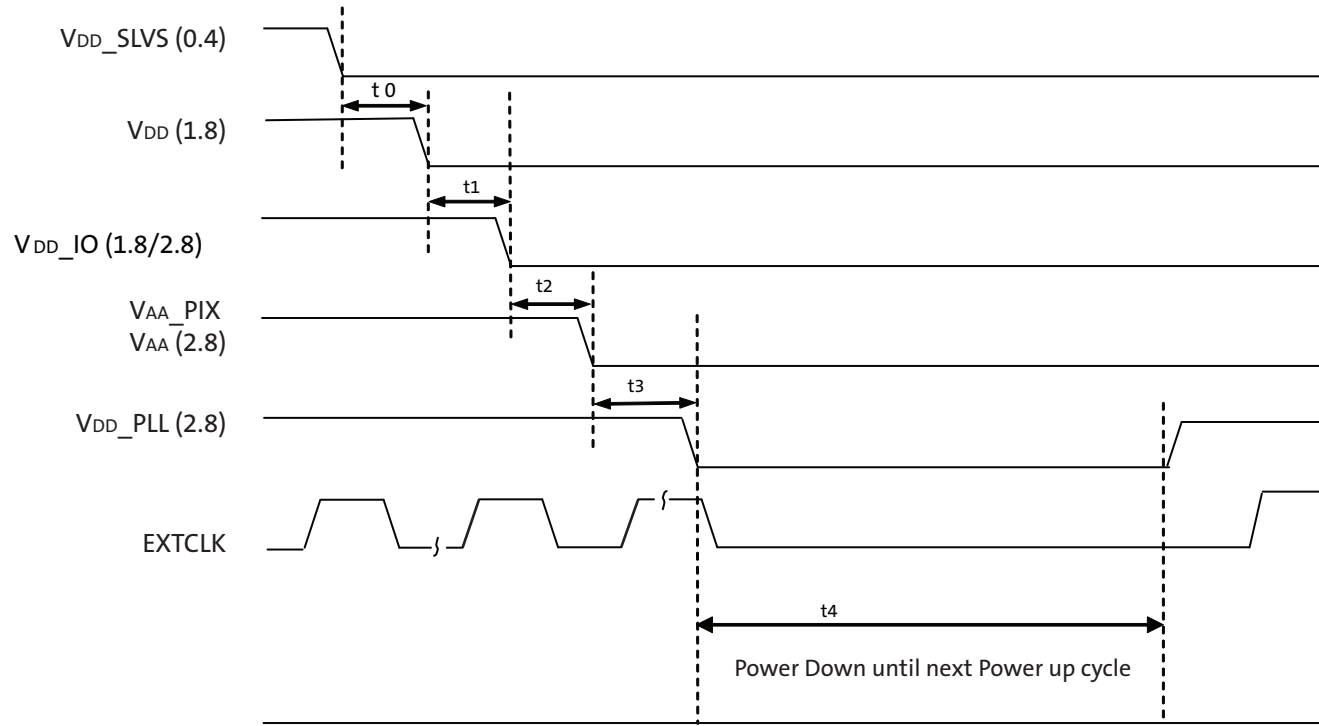 VDD_SLVS (0.4)
t 0
VDD (1.8)
t1
VDD_IO (1.8/2.8)
t2
VAA_PIX
VAA (2.8)
t3
VDD_PLL (2.8)
EXTCLK
t4
Power Down until next Power up cycle